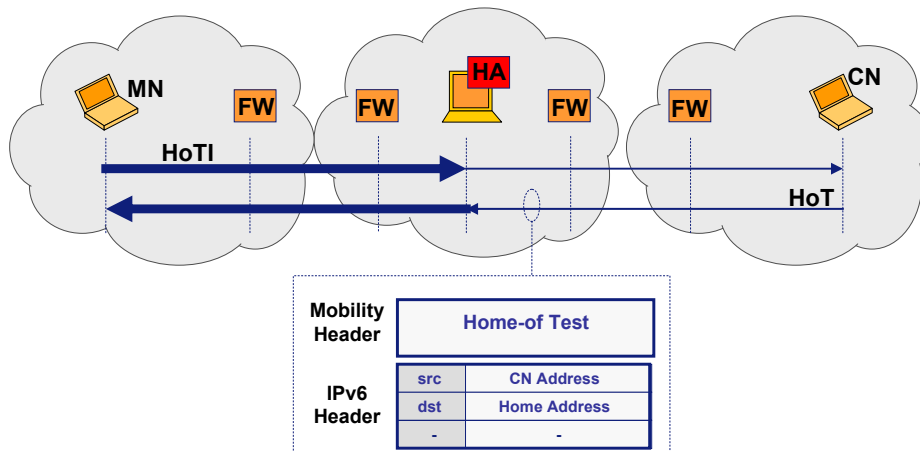 MN
FW
FW
HA
FW
FW
CN
HoTI
HoT
Mobility
Header
Home-of Test
IPv6
Header
src
CN Address
dst
Home Address
-
-